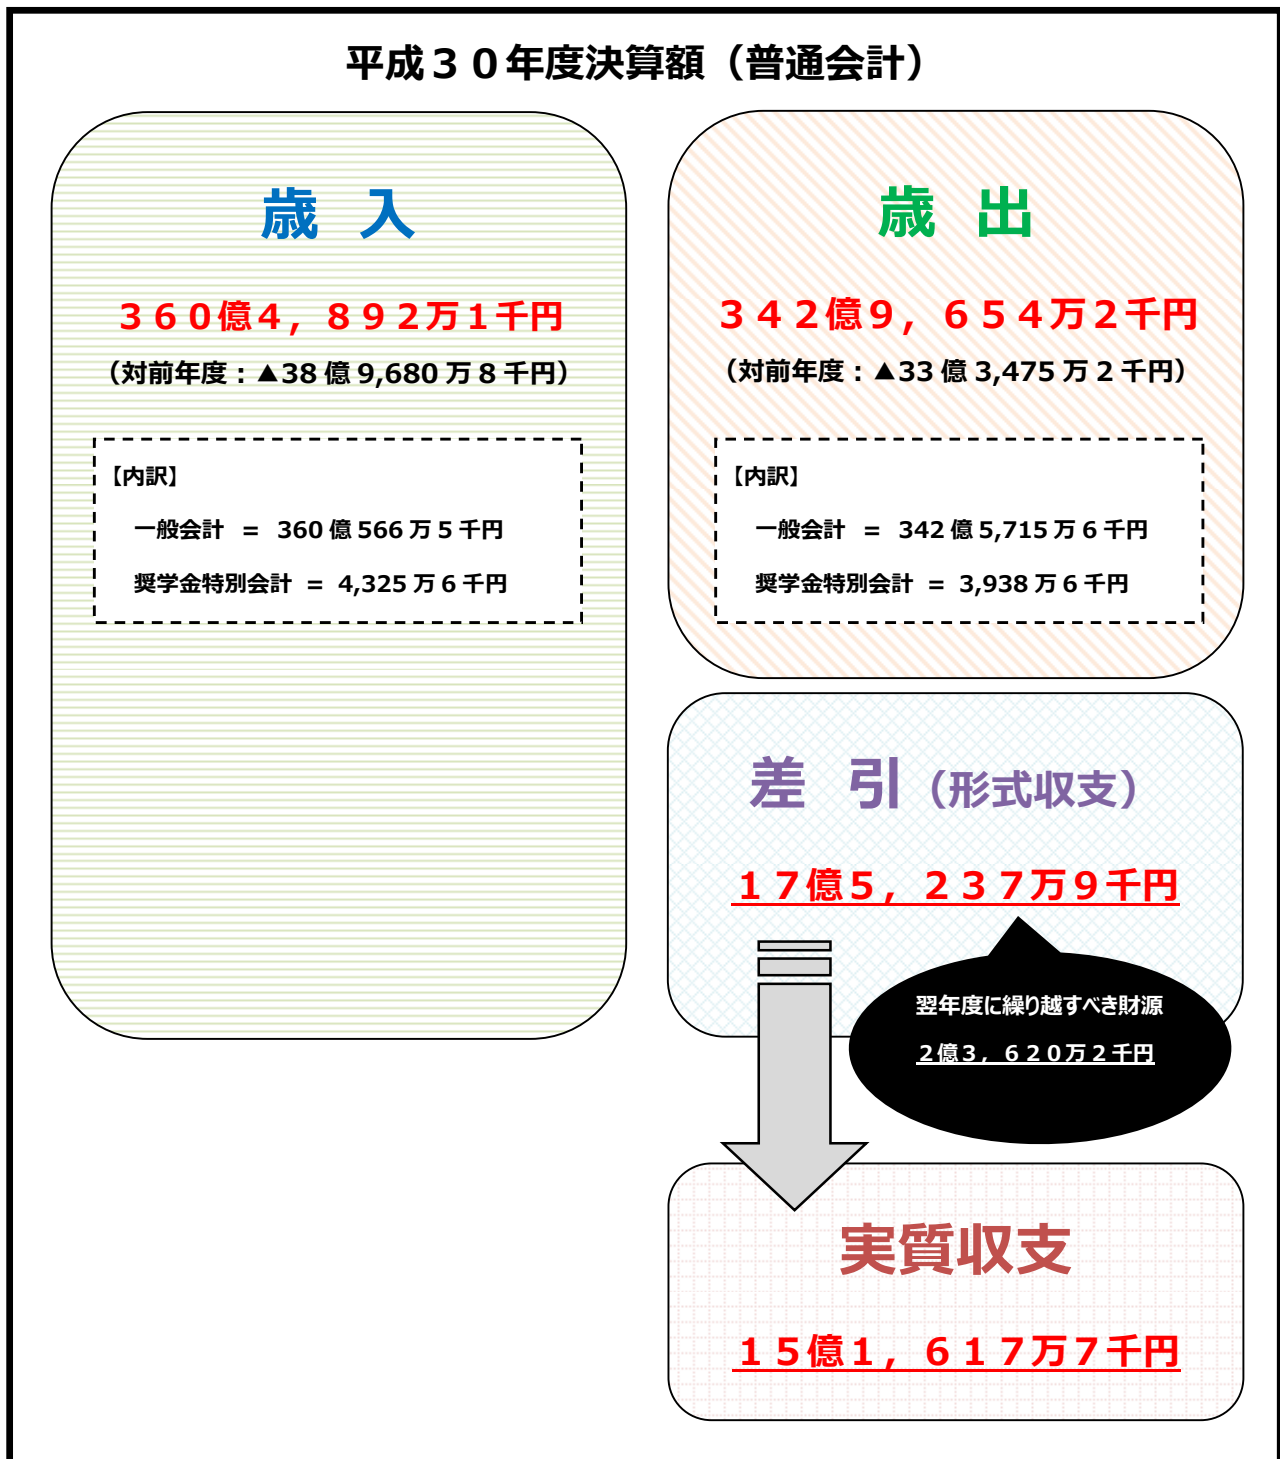 平成３０年度決算額（普通会計）
歳 入
３６０億４，８９２万１千円
（対前年度：▲38 億 9,680 万 8 千円）
【内訳】
一般会計 = 360 億 566 万 5 千円
奨学金特別会計 = 4,325 万 6 千円
歳 出
３４２億９，６５４万２千円
（対前年度：▲33 億 3,475 万 2 千円）
【内訳】
一般会計 = 342 億 5,715 万 6 千円
奨学金特別会計 = 3,938 万 6 千円
差 引（形式収支）
１７億５，２３７万９千円
翌年度に繰り越すべき財源
２億３，６２０万２千円
実質収支
１５億１，６１７万７千円